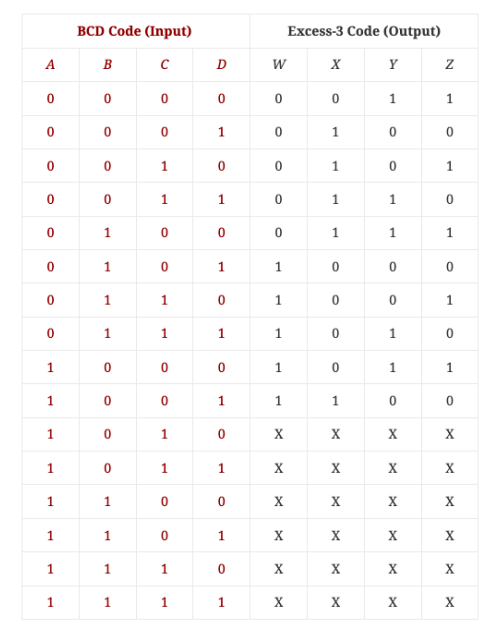 BCD Code (Input) Excess-3 Code (Output)
A B C D W X Y Z
0 0 0 0 0 0 1 1
0 0 0 1 0 1 0 0
0 0 1 0 0 1 0 1
0 0 1 1 0 1 1 0
0 1 0 0 0 1 1 1
0 1 0 1 1 0 0 0
0 1 1 0 1 0 0 1
0 1 1 1 1 0 1 0
1 0 0 0 1 0 1 1
1 0 0 1 1 1 0 0
1 0 1 0 X X X X
1 0 1 1 X X X X
1 1 0 0 X X X X
1 1 0 1 X X X X
1 1 1 0 X X X X
1 1 1 1 X X X X